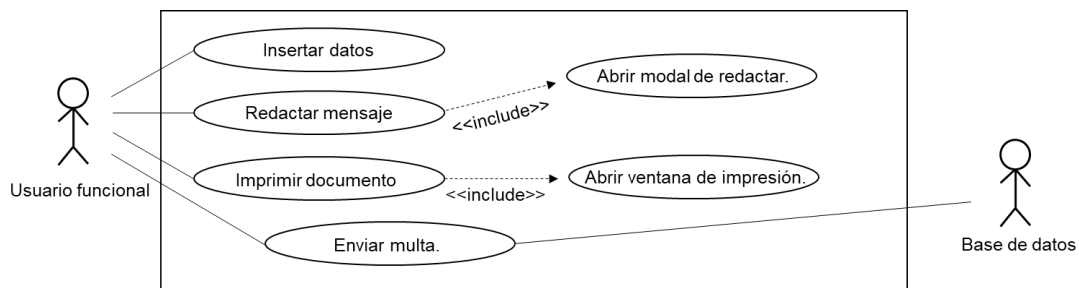 Insertar datos
Abrir modal de redactar.
Redactar mensaje
<<include>>
Usuario funcional
Imprimir documento
<<include>>
Abrir ventana de impresión.
Enviar multa.
Base de datos